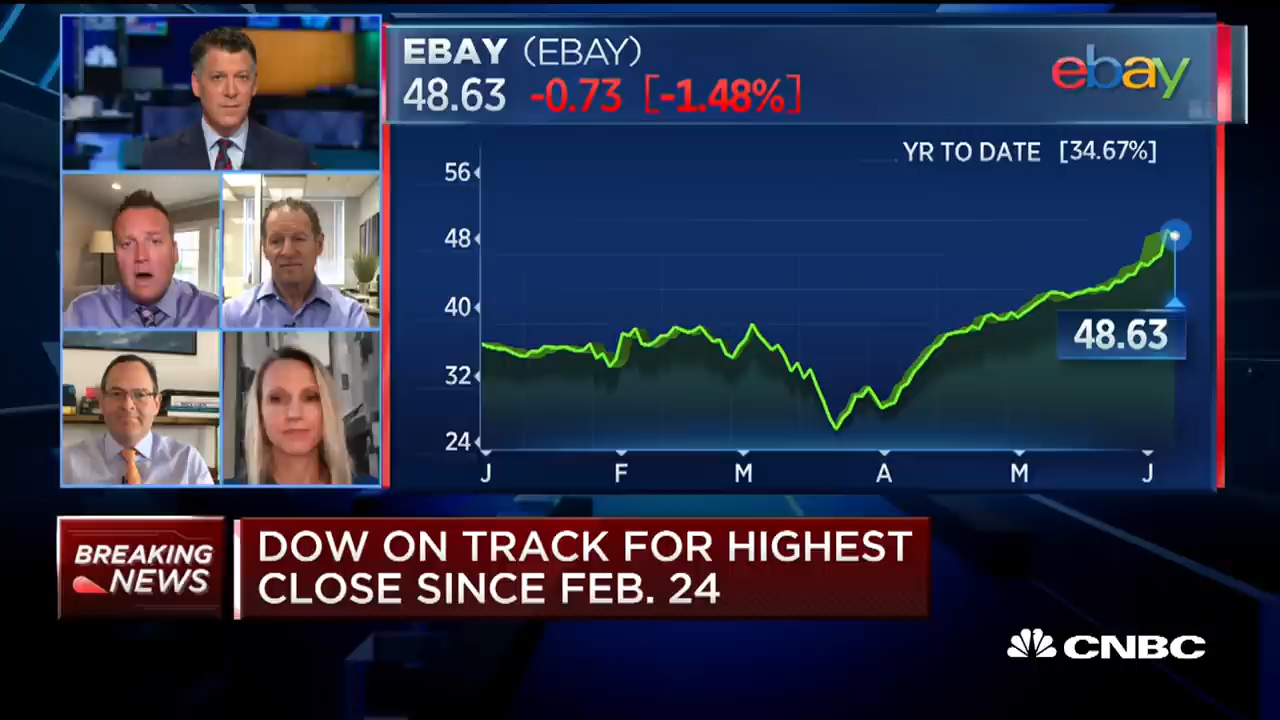 EBAY (EBAY)
48.63 -0.73 [-1.48%]
ebay
YR TO DATE [34.67%]
56
48
40
32
24
48.63
J F M A M J
BREAKING
NEWS
DOW ON TRACK FOR HIGHEST
CLOSE SINCE FEB. 24
CNBC